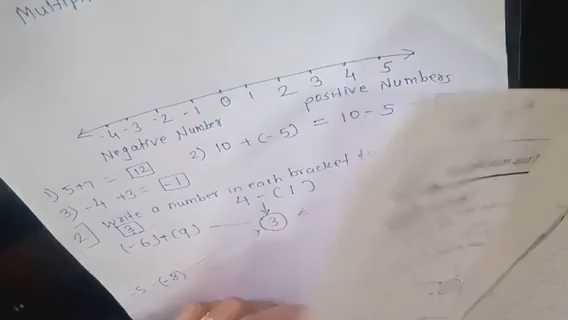 -4 -3 -2 -1 0 1 2 3 4 5
Negative Number positive Numbers
1) 5+7 = 12 2) 10 + (-5) = 10 - 5
3) -4 +3 = -1
2] Write a number in each bracket
3 4 - (1)
(-6)+(9) 3
-5 -(-8)